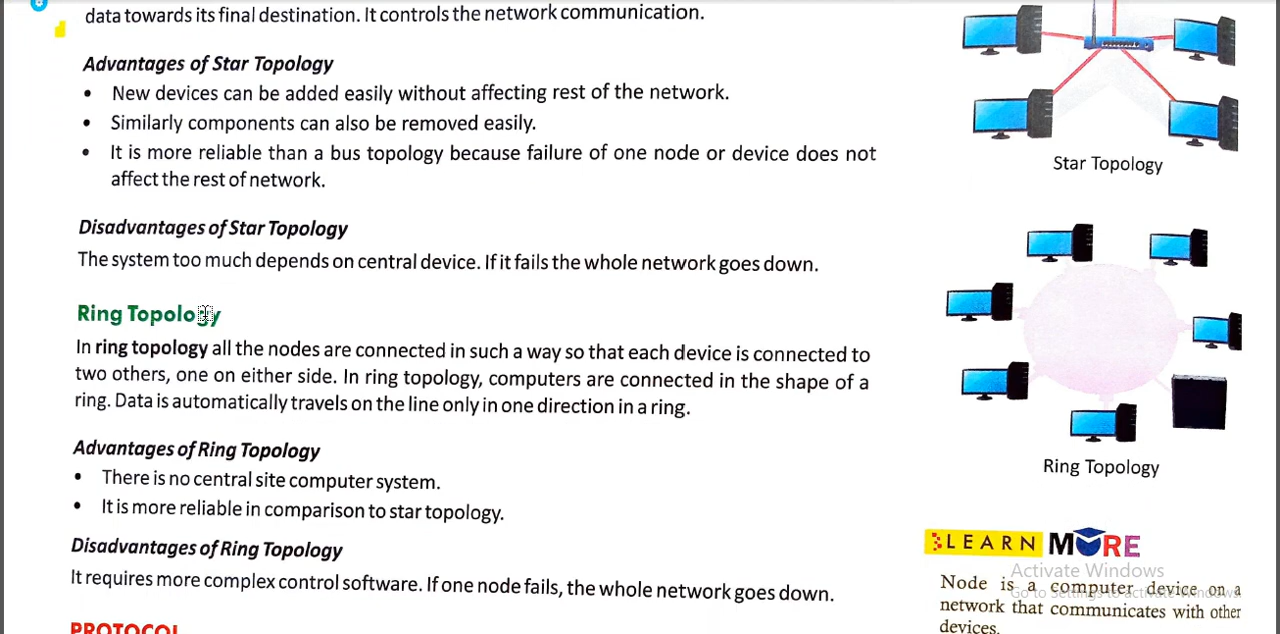 data towards its final destination. It controls the network communication.
Advantages of Star Topology
• New devices can be added easily without affecting rest of the network.
• Similarly components can also be removed easily.
• It is more reliable than a bus topology because failure of one node or device does not
affect the rest of network.
Star Topology
Disadvantages of Star Topology
The system too much depends on central device. If it fails the whole network goes down.
Ring Topology
In ring topology all the nodes are connected in such a way so that each device is connected to
two others, one on either side. In ring topology, computers are connected in the shape of a
ring. Data is automatically travels on the line only in one direction in a ring.
Ring Topology
Advantages of Ring Topology
• There is no central site computer system.
• It is more reliable in comparison to star topology.
Disadvantages of Ring Topology
It requires more complex control software. If one node fails, the whole network goes down.
PROTOCOL
LEARN MORE
Node is a computer device on a
network that communicates with other
devices.
Activate Windows
Go to Settings to activate Windows.